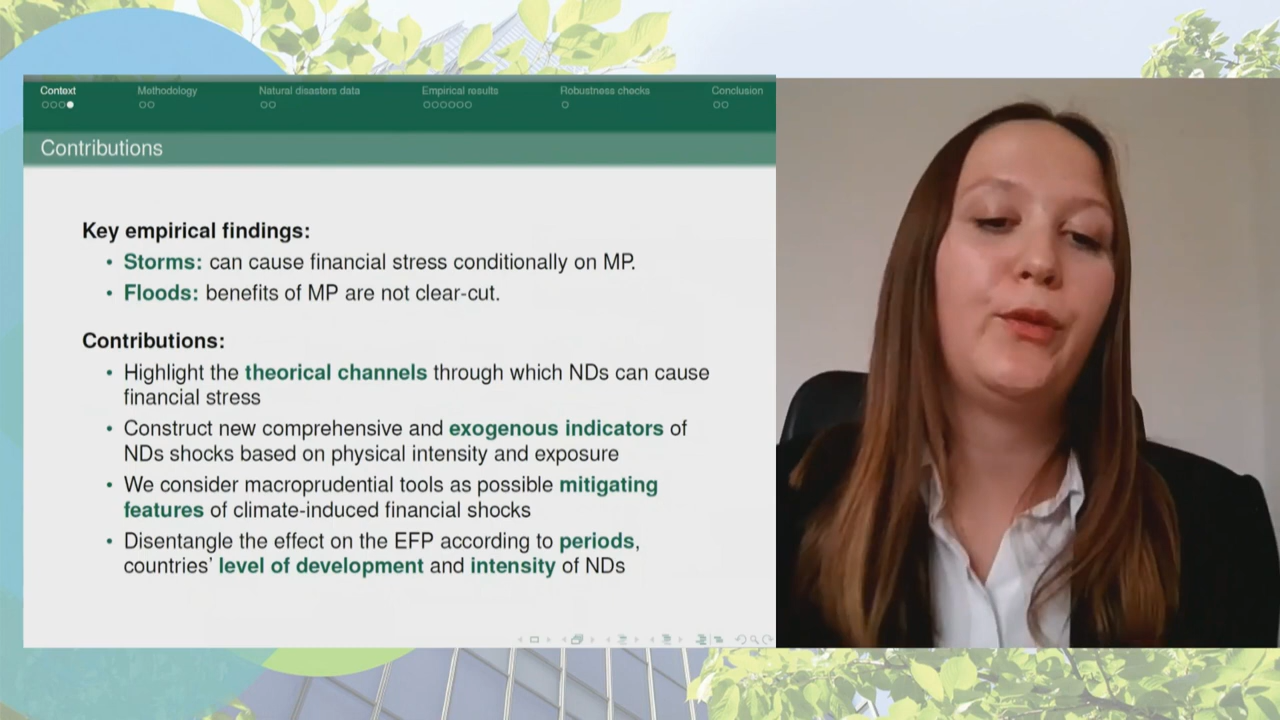 Context Methodology Natural disasters data Empirical results Robustness checks Conclusion
Contributions
Key empirical findings:
• Storms: can cause financial stress conditionally on MP.
• Floods: benefits of MP are not clear-cut.
Contributions:
• Highlight the theorical channels through which NDs can cause
financial stress
• Construct new comprehensive and exogenous indicators of
NDs shocks based on physical intensity and exposure
• We consider macroprudential tools as possible mitigating
features of climate-induced financial shocks
• Disentangle the effect on the EFP according to periods,
countries' level of development and intensity of NDs